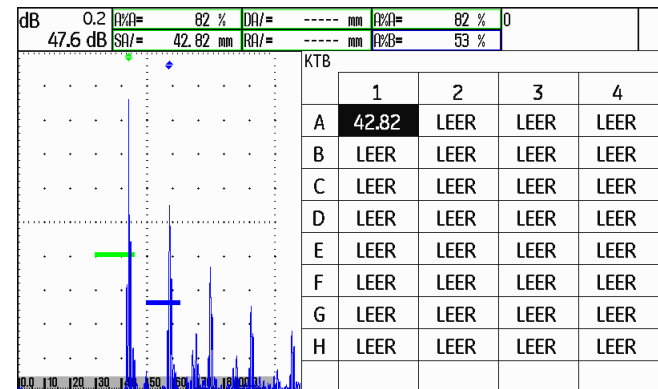 dB 0.2 A%A= 82 % DA/= ----- mm A%A= 82 % 0
47.6 dB SA/= 42.82 mm RA/= ----- mm A%B= 53 %
KTB
1 2 3 4
A 42.82 LEER LEER LEER
B LEER LEER LEER LEER
C LEER LEER LEER LEER
D LEER LEER LEER LEER
E LEER LEER LEER LEER
F LEER LEER LEER LEER
G LEER LEER LEER LEER
H LEER LEER LEER LEER
0.0 10 20 30 50 60